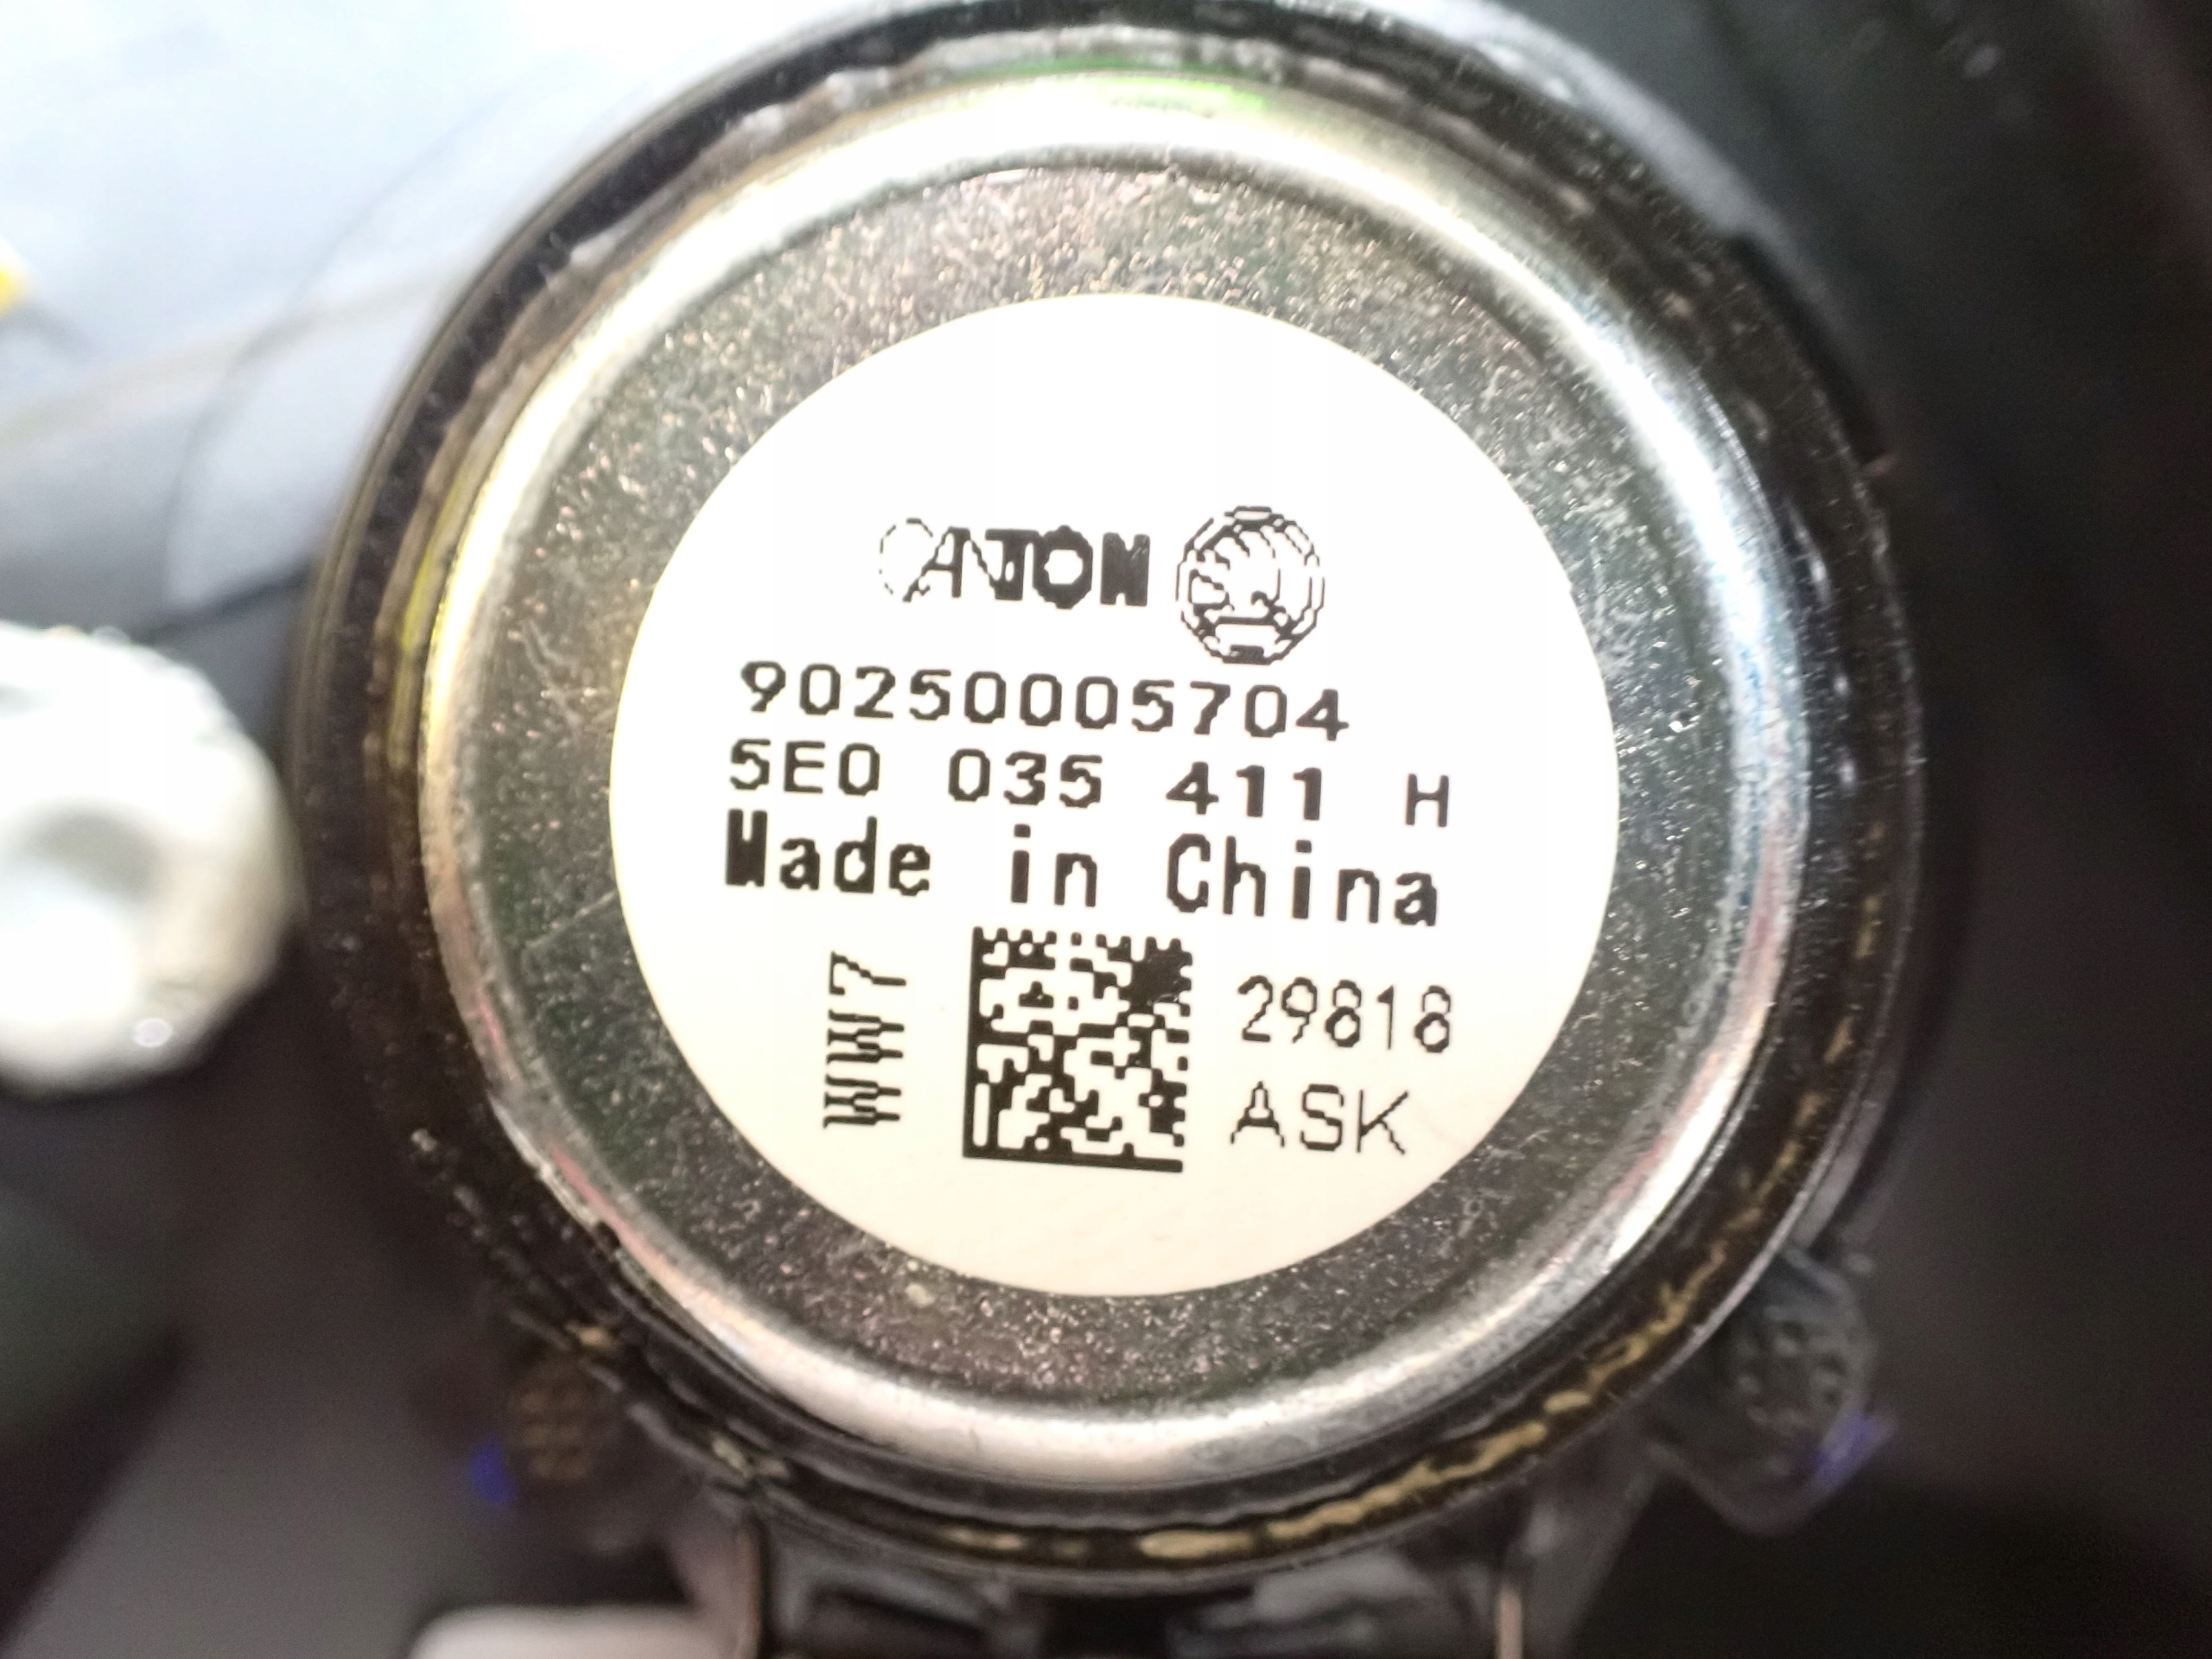 CANTON
90250005704
5E0 035 411 H
Made in China
WW7
29818
ASK